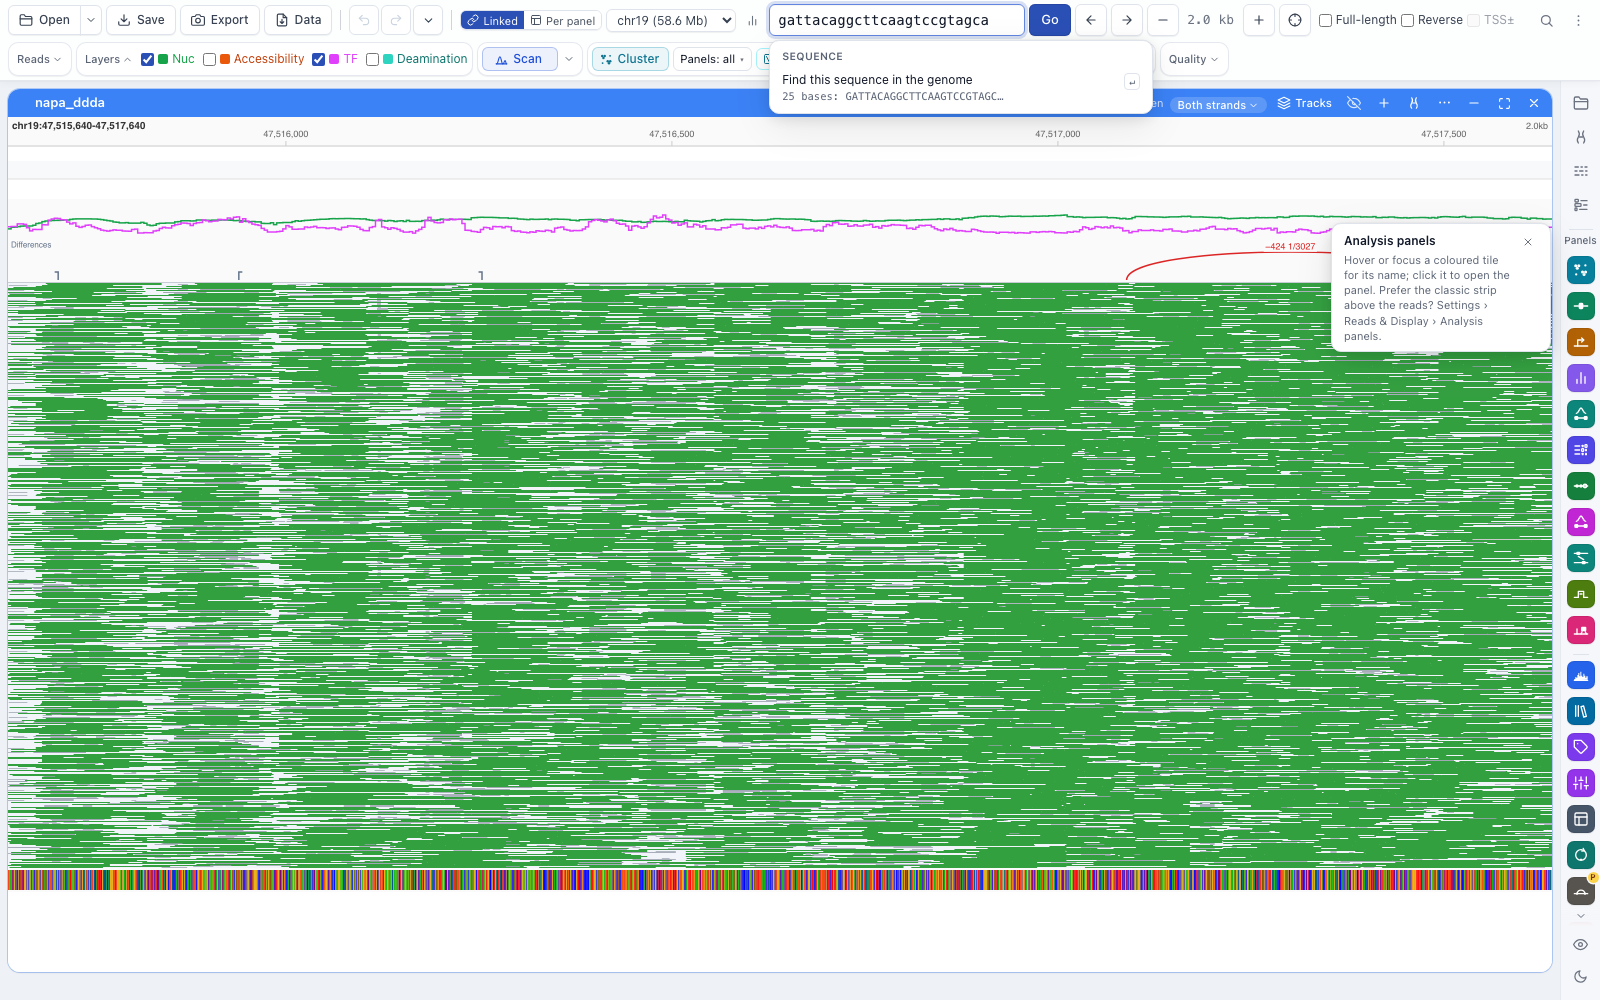 Open Save Export Data Linked Per panel chr19 (58.6 Mb) gattacaggcttcaagtccgtagca Go 2.0 kb Full-length Reverse TSS±
Reads Layers Nuc Accessibility TF Deamination Scan Cluster Panels: all Quality
SEQUENCE
Find this sequence in the genome
25 bases: GATTACAGGCTTCAAGTCCGTAGC…
napa_ddda Both strands Tracks
chr19:47,515,640-47,517,640 2.0kb
47,516,000 47,516,500 47,517,000 47,517,500
Differences
−424 1/3027
Panels
Analysis panels
Hover or focus a coloured tile
for its name; click it to open the
panel. Prefer the classic strip
above the reads? Settings ›
Reads & Display › Analysis
panels.
P